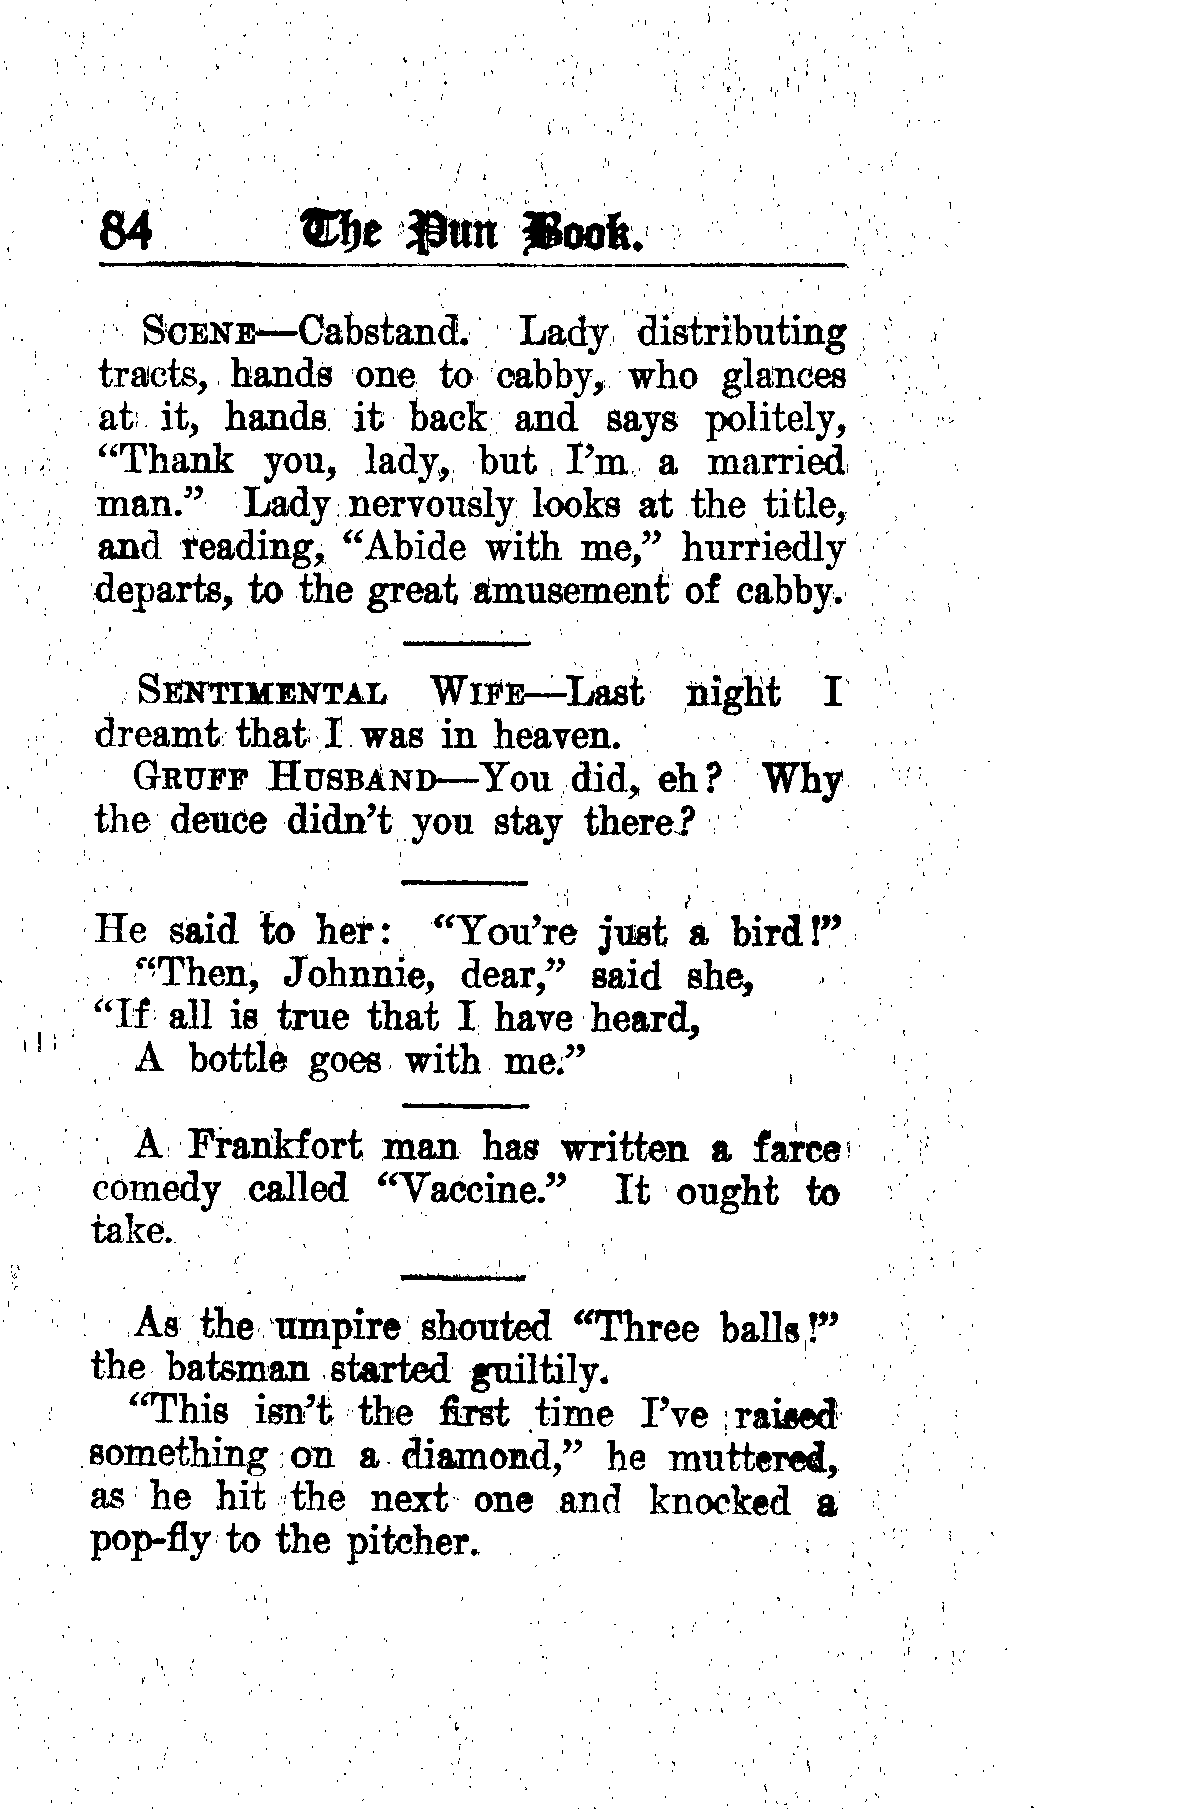 84 The Pun Book.
SCENE—Cabstand. Lady distributing
tracts, hands one to cabby, who glances
at it, hands it back and says politely,
“Thank you, lady, but I’m a married
man.” Lady nervously looks at the title,
and reading, “Abide with me,” hurriedly
departs, to the great amusement of cabby.
SENTIMENTAL WIFE—Last night I
dreamt that I was in heaven.
GRUFF HUSBAND—You did, eh? Why
the deuce didn’t you stay there?
He said to her: “You’re just a bird!”
“Then, Johnnie, dear,” said she,
“If all is true that I have heard,
A bottle goes with me.”
A Frankfort man has written a farce
comedy called “Vaccine.” It ought to
take.
As the umpire shouted “Three balls!”
the batsman started guiltily.
“This isn’t the first time I’ve raised
something on a diamond,” he muttered,
as he hit the next one and knocked a
pop-fly to the pitcher.